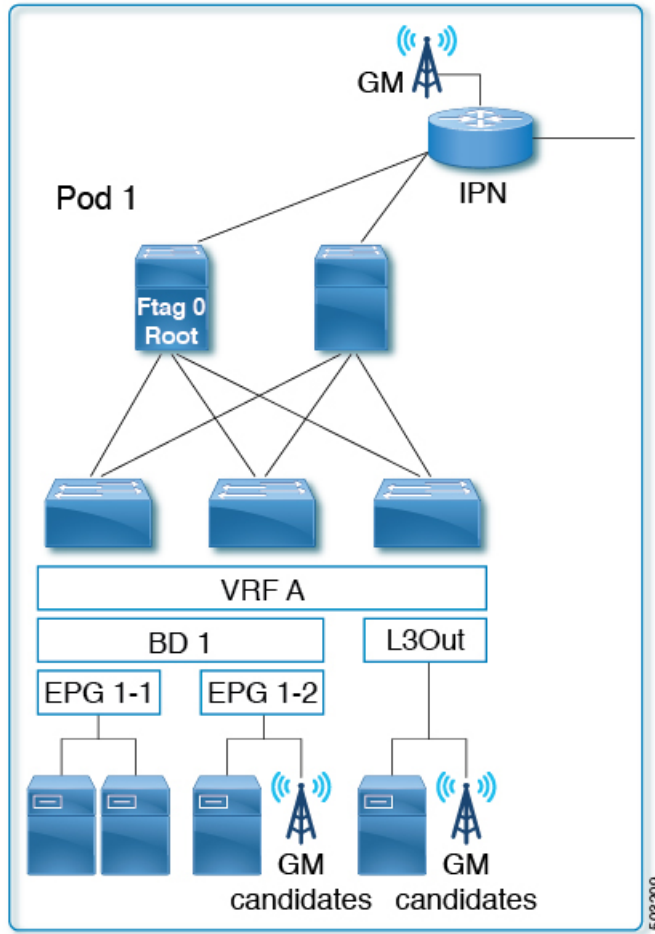 GM
IPN
Pod 1
Ftag 0
Root
VRF A
BD 1
L3Out
EPG 1-1
EPG 1-2
GM
candidates
GM
candidates